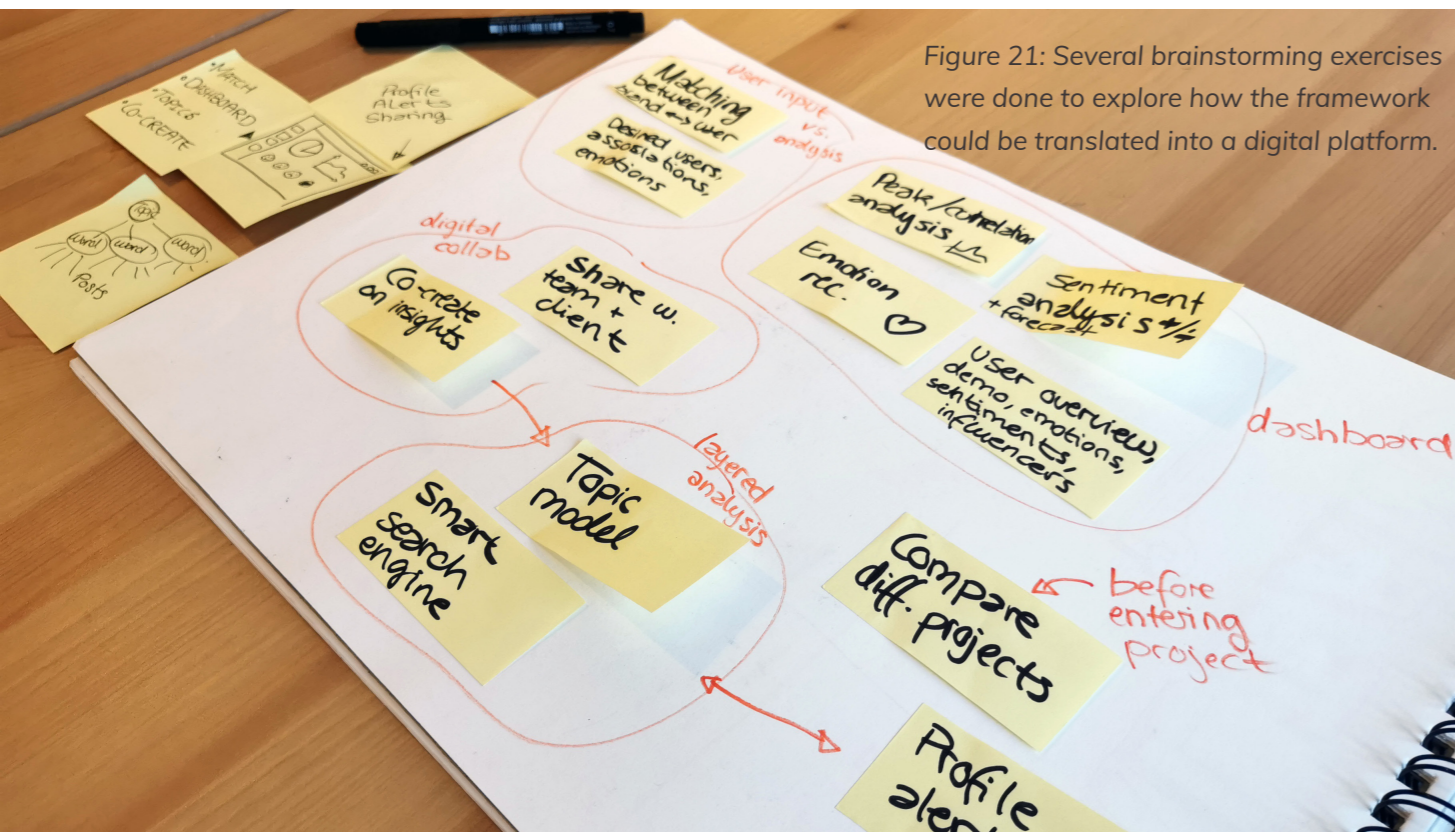 Figure 21: Several brainstorming exercises
were done to explore how the framework
could be translated into a digital platform.
• MATCH
• DASHBOARD
• TOPICS
• CO-CREATE
Profile
Alerts
Sharing
Topic
word
word
word
Posts
User input
vs.
analysis
Matching
between
brand ↔ user
Desired users,
associations,
emotions
digital
collab
Co-create
on insights
Share w.
team +
client
Peak/correlation
analysis
Emotion
rec. ♡
Sentiment
analysis +/-
+ forecast
User overview,
demo, emotions,
sentiments,
influencers
dashboard
layered
analysis
Smart
search
engine
Topic
model
Compare
diff. projects
before
entering
project
Profile